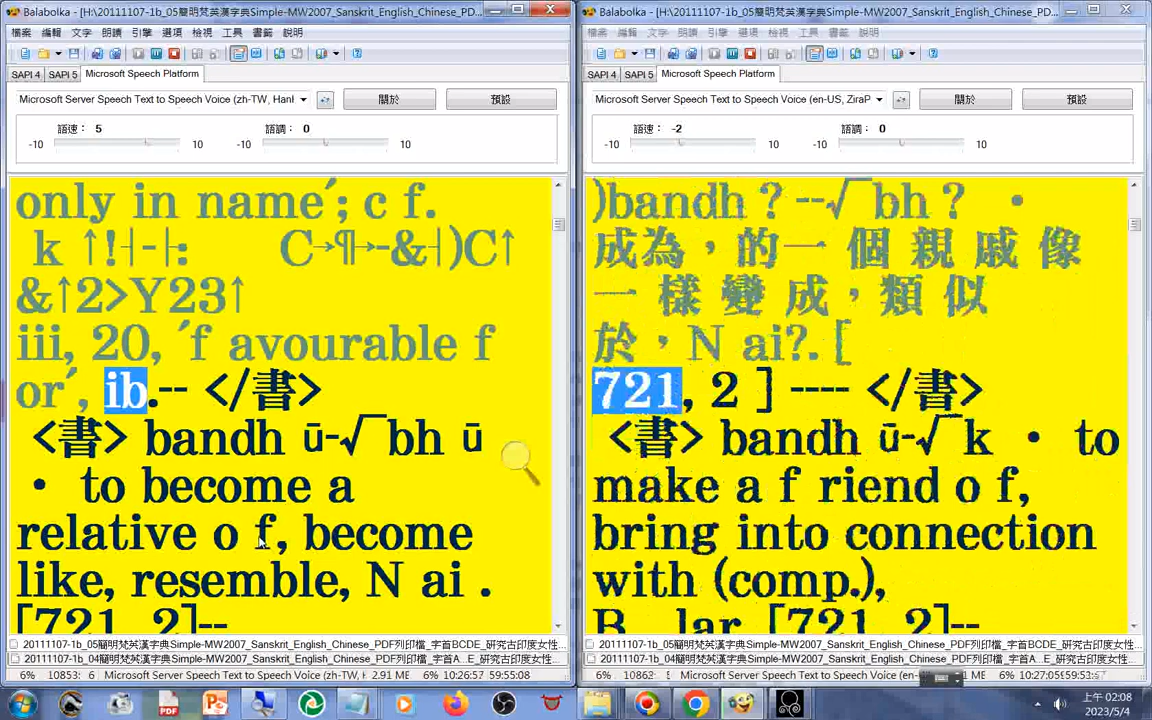 Balabolka - [H:\20111107-1b_05簡明梵英漢字典Simple-MW2007_Sanskrit_English_Chinese_PD...
檔案 編輯 文字 朗讀 引擎 選項 檢視 工具 書籤 說明
SAPI 4 SAPI 5 Microsoft Speech Platform
Microsoft Server Speech Text to Speech Voice (zh-TW, Hanl
關於 預設
語速： 5 語調： 0
-10 10 -10 10
only in name´; c f.
k ↑!┤-├: C→¶→-&┤)C↑
&↑2>Y23↑
iii, 20, ´f avourable f
or´, ib.-- </書>
<書> bandh ū-√ bh ū
• to become a
relative o f, become
like, resemble, N ai .
[721, 2]--
20111107-1b_05簡明梵英漢字典Simple-MW2007_Sanskrit_English_Chinese_PDF列印檔_字首BCDE_研究古印度女性...
20111107-1b_04簡明梵英漢字典Simple-MW2007_Sanskrit_English_Chinese_PDF列印檔_字首A...E_研究古印度女性...
6% 10853: 6 Microsoft Server Speech Text to Speech Voice (zh-TW, 2.91 MB 6% 10:26:57 59:55:08
Balabolka - [H:\20111107-1b_05簡明梵英漢字典Simple-MW2007_Sanskrit_English_Chinese_PD...
檔案 編輯 文字 朗讀 引擎 選項 檢視 工具 書籤 說明
SAPI 4 SAPI 5 Microsoft Speech Platform
Microsoft Server Speech Text to Speech Voice (en-US, ZiraP
關於 預設
語速： -2 語調： 0
-10 10 -10 10
)bandh ? --√ bh ? •
成為，的一 個 親 戚 像
一 樣 變 成，類 似
於，N ai?. [
721, 2 ] ---- </書>
<書> bandh ū-√ k • to
make a f riend o f,
bring into connection
with (comp.),
B lar [721, 2]--
20111107-1b_05簡明梵英漢字典Simple-MW2007_Sanskrit_English_Chinese_PDF列印檔_字首BCDE_研究古印度女性...
20111107-1b_04簡明梵英漢字典Simple-MW2007_Sanskrit_English_Chinese_PDF列印檔_字首A...E_研究古印度女性...
6% 10862: Microsoft Server Speech Text to Speech Voice 6% 10:27:05
上午 02:08
2023/5/4